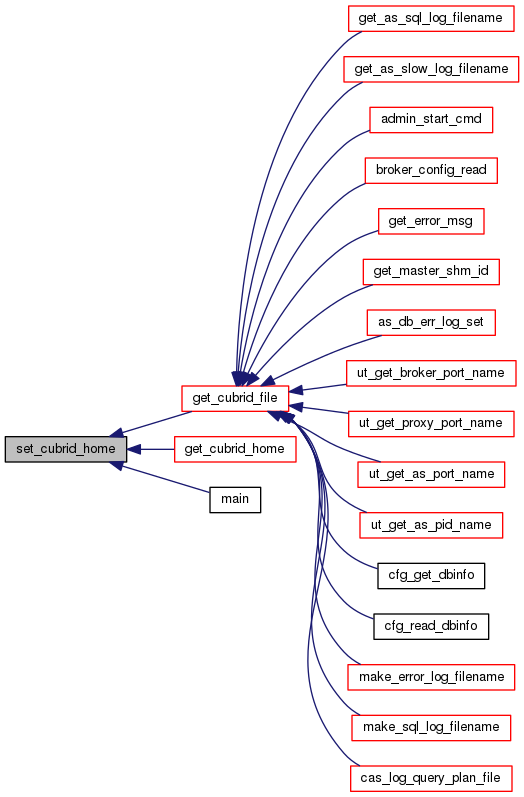 get_as_sql_log_filename
get_as_slow_log_filename
admin_start_cmd
broker_config_read
get_error_msg
get_master_shm_id
as_db_err_log_set
ut_get_broker_port_name
get_cubrid_file
ut_get_proxy_port_name
set_cubrid_home
get_cubrid_home
ut_get_as_port_name
main
ut_get_as_pid_name
cfg_get_dbinfo
cfg_read_dbinfo
make_error_log_filename
make_sql_log_filename
cas_log_query_plan_file